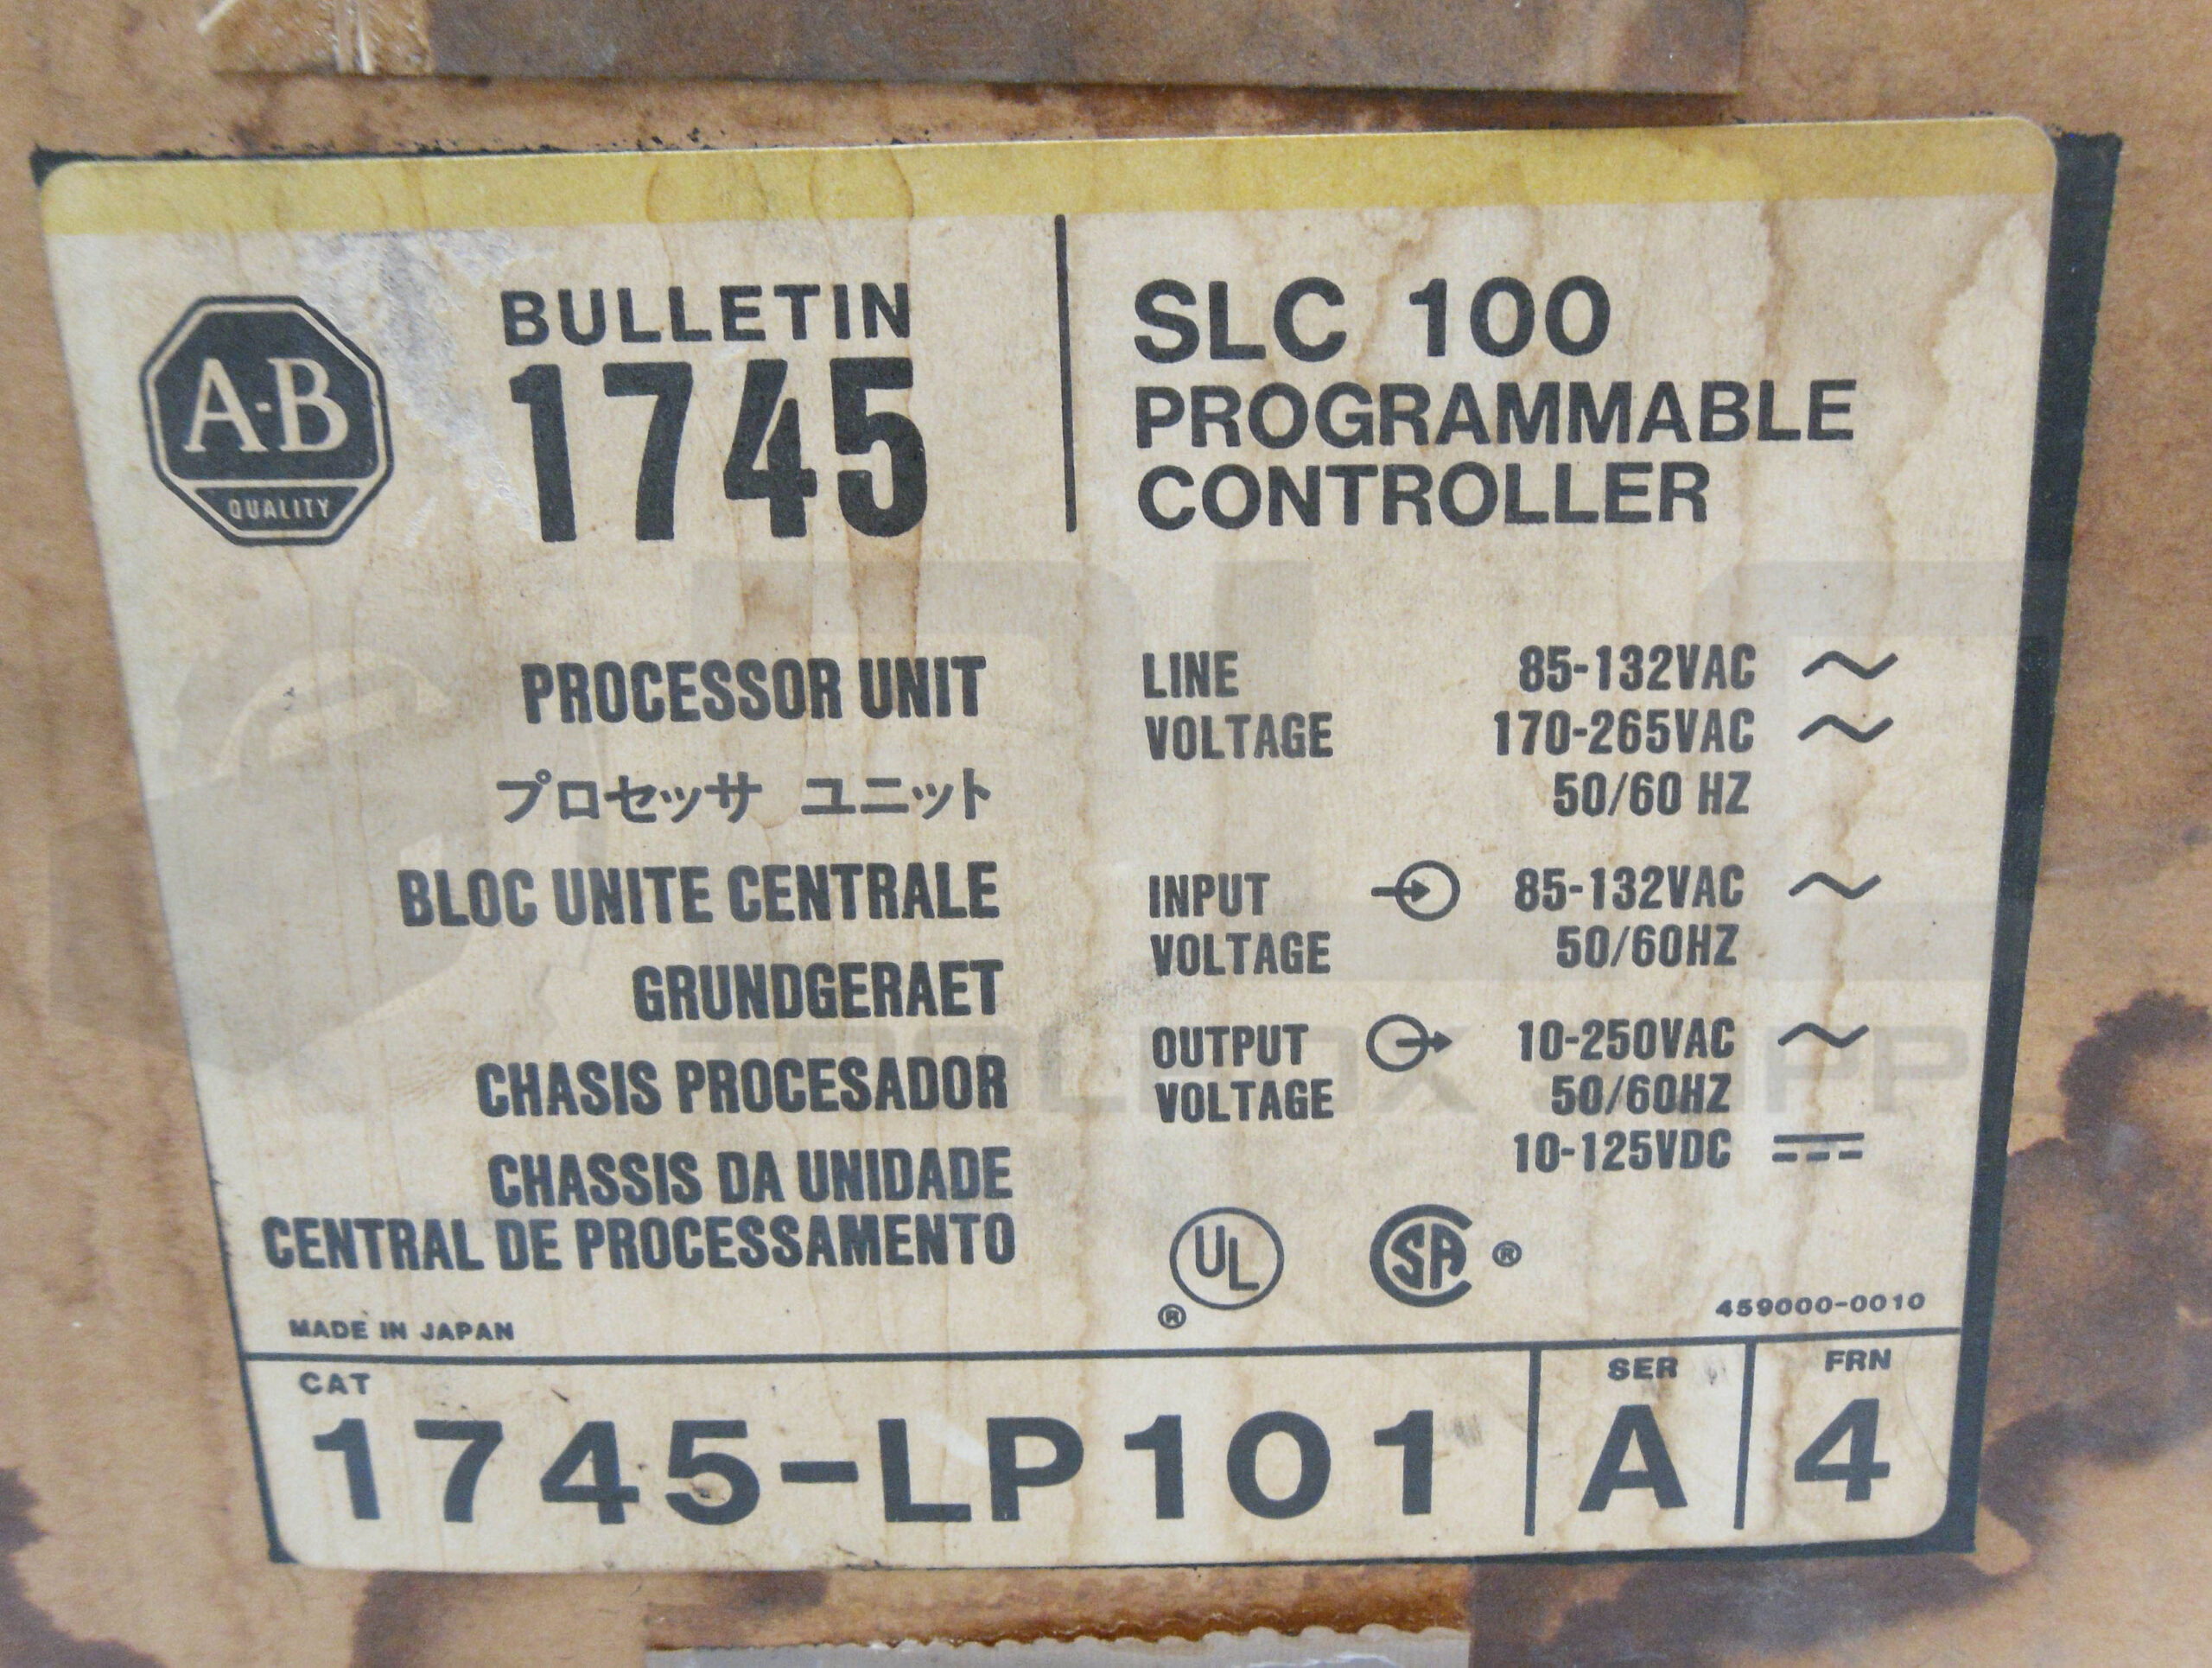 A-B
QUALITY
BULLETIN
1745
SLC 100
PROGRAMMABLE
CONTROLLER
PROCESSOR UNIT
プロセッサ ユニット
BLOC UNITE CENTRALE
GRUNDGERAET
CHASIS PROCESADOR
CHASSIS DA UNIDADE
CENTRAL DE PROCESSAMENTO
MADE IN JAPAN
LINE 85-132VAC
VOLTAGE 170-265VAC
50/60 HZ
INPUT 85-132VAC
VOLTAGE 50/60HZ
OUTPUT 10-250VAC
VOLTAGE 50/60HZ
10-125VDC
UL ®
CSA ®
459000-0010
CAT
1745-LP101
SER
A
FRN
4
PLC